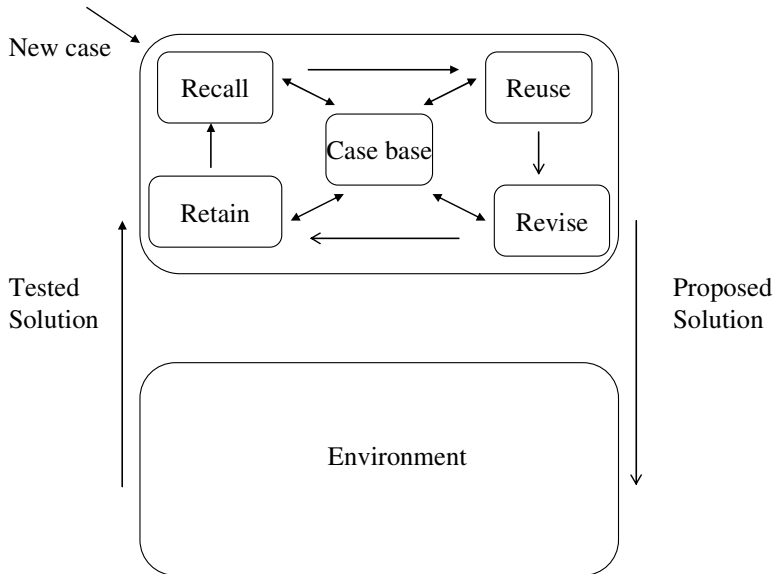 New case
Recall
Reuse
Case base
Retain
Revise
Tested
Solution
Proposed
Solution
Environment